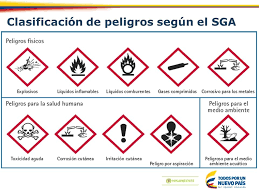 Clasificación de peligros según el SGA
Peligros físicos
Explosivos
Líquidos inflamables
Líquidos comburentes
Gases comprimidos
Corrosivo para los metales
Peligros para la salud humana
Peligros para el
medio ambiente
Toxicidad aguda
Corrosión cutánea
Irritación cutánea
Peligro por aspiración
Peligroso para el medio
ambiente acuático
TODOS POR UN
NUEVO PAÍS